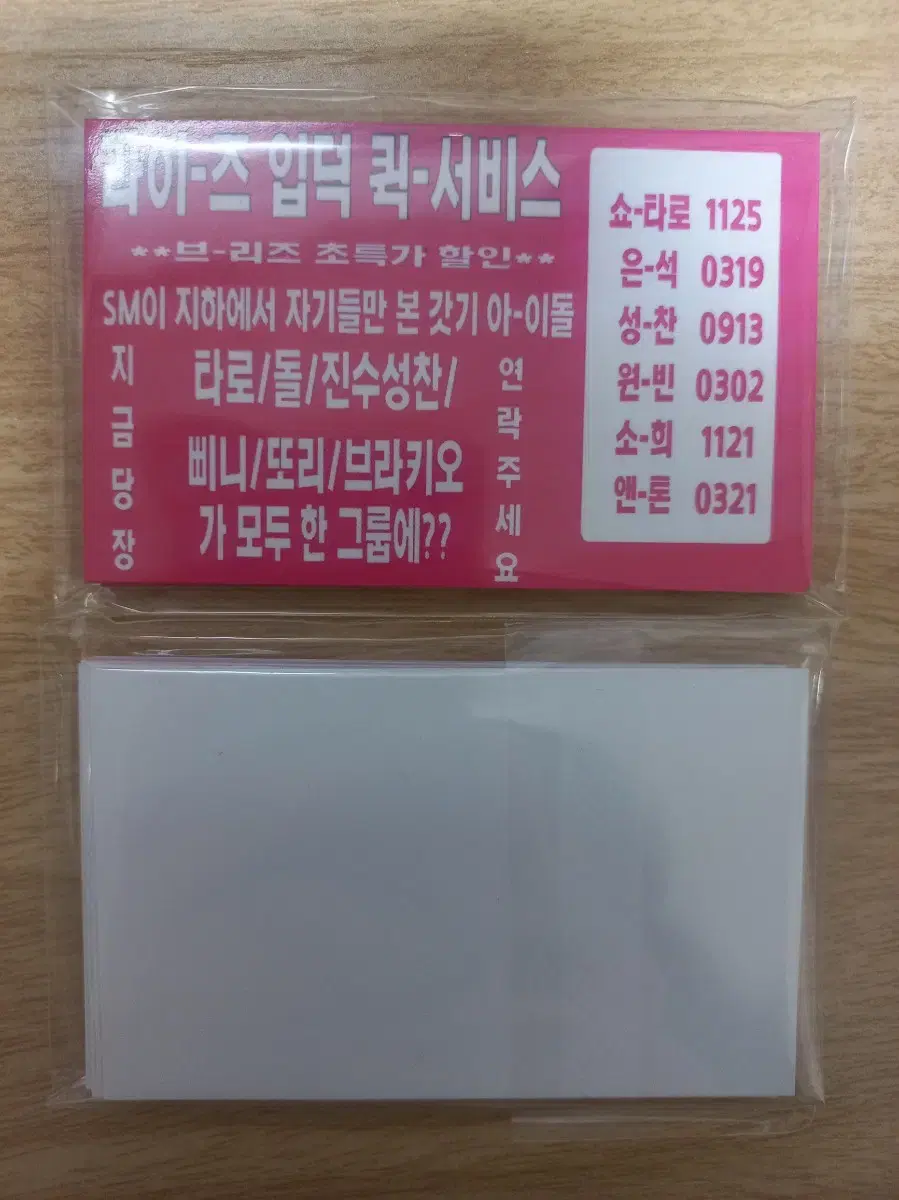 라이-즈 입덕 퀵-서비스
**브-리즈 초특가 할인**
SM이 지하에서 자기들만 본 갓기 아-이돌
지금당장
타로/돌/진수성찬/
삐니/또리/브라키오
가 모두 한 그룹에??
연락주세요
쇼-타로 1125
은-석 0319
성-찬 0913
원-빈 0302
소-희 1121
앤-톤 0321